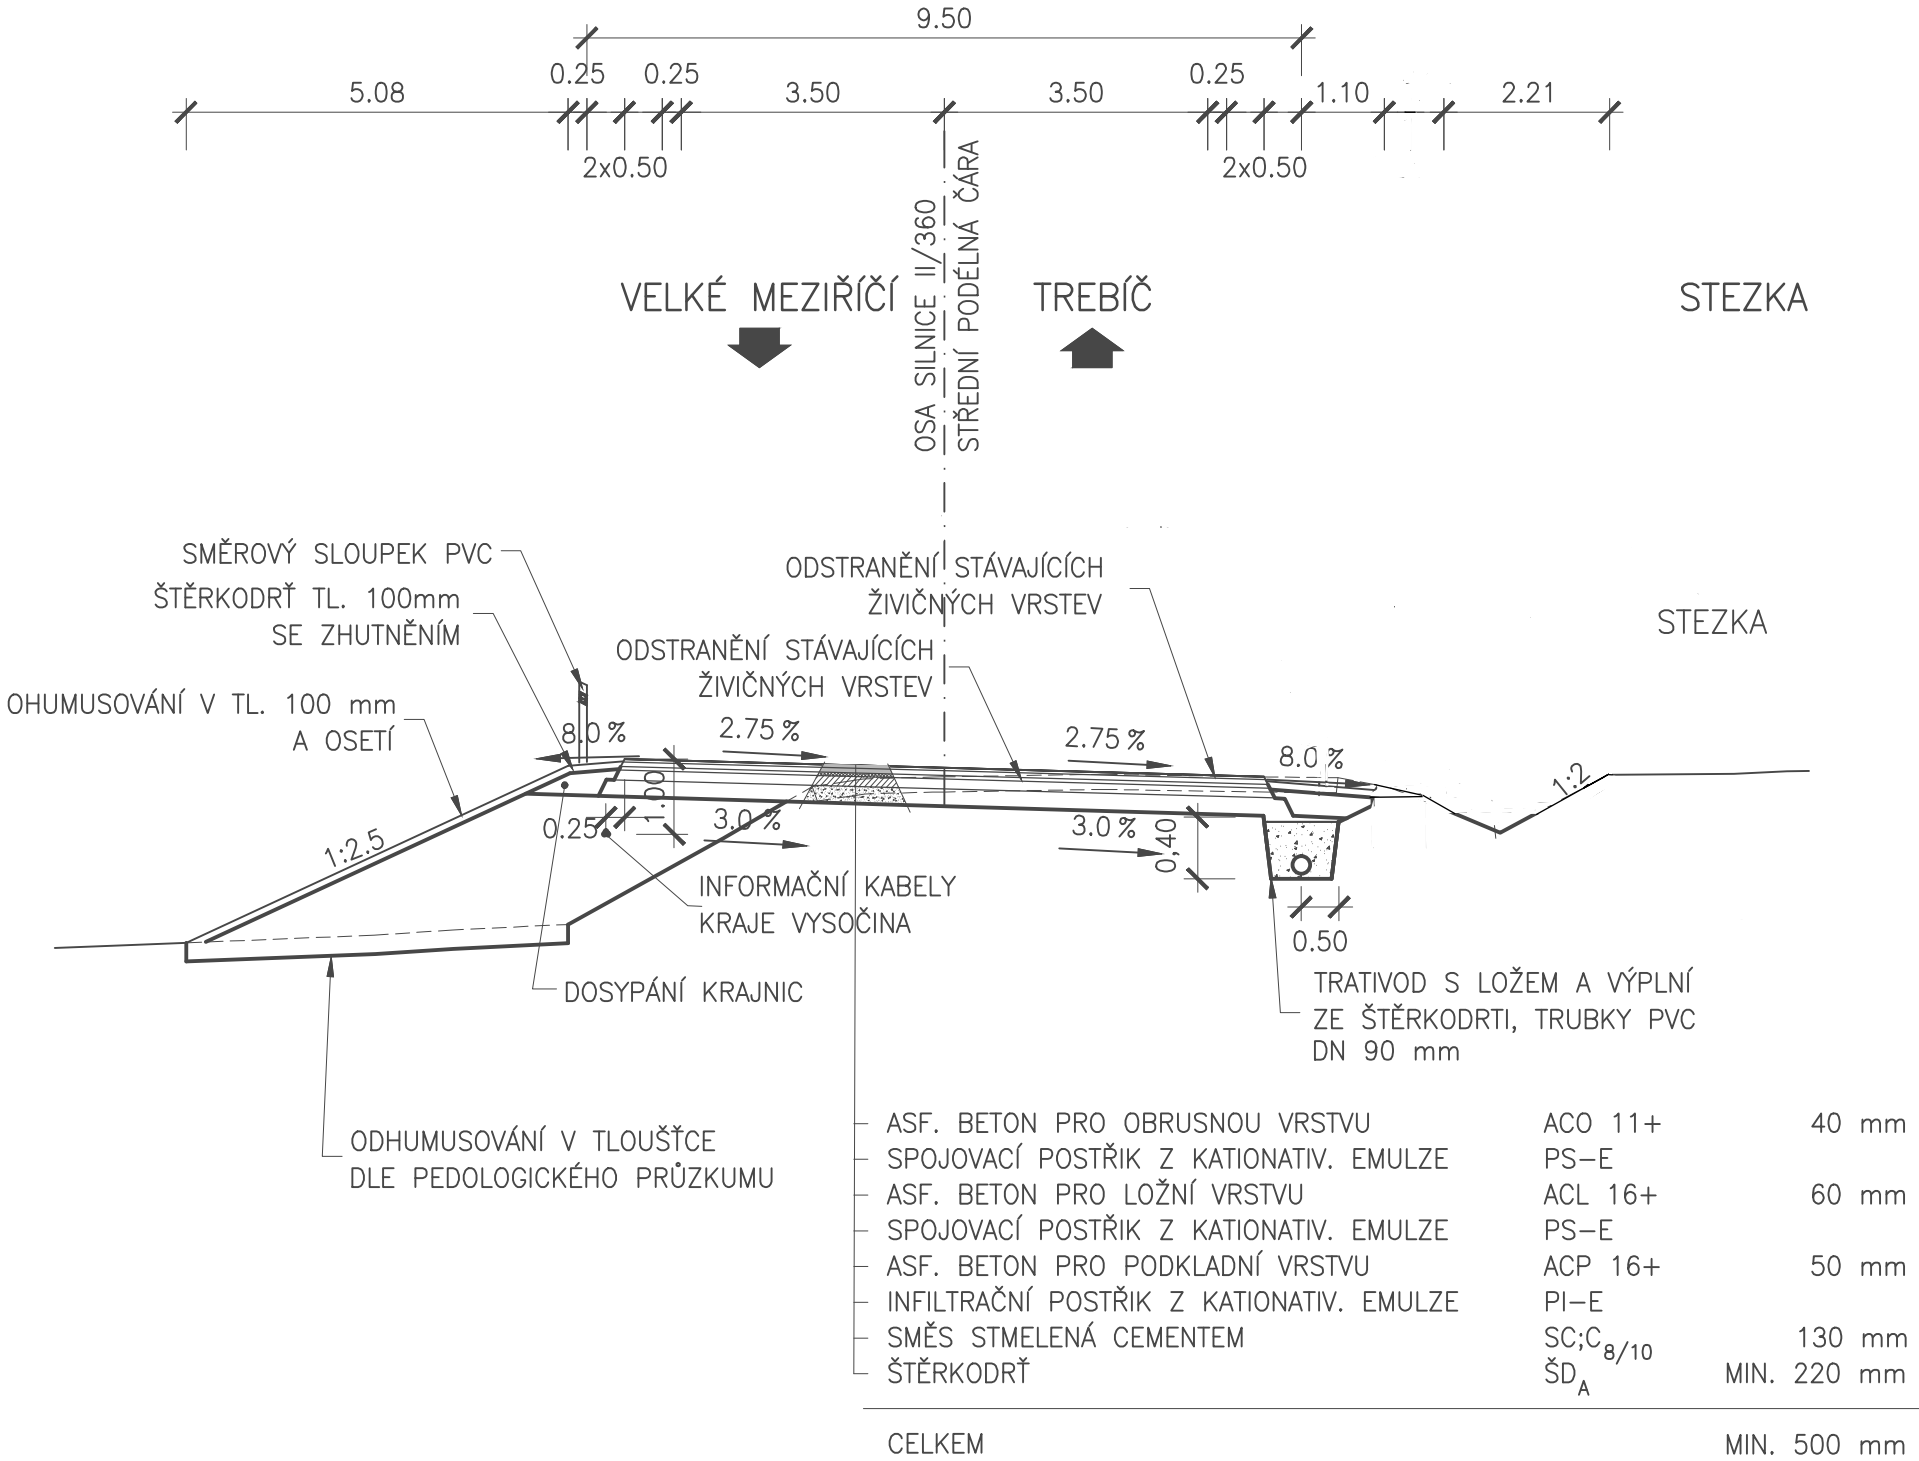 9.50
0.25 0.25 0.25
5.08 3.50 3.50 1.10 2.21
2x0.50 2x0.50
OSA SILNICE II/360
STŘEDNÍ PODÉLNÁ ČÁRA
VELKÉ MEZIŘÍČÍ TREBÍČ STEZKA
SMĚROVÝ SLOUPEK PVC
ŠTĚRKODRŤ TL. 100mm
SE ZHUTNĚNÍM
ODSTRANĚNÍ STÁVAJÍCÍCH
ŽIVIČNÝCH VRSTEV
STEZKA
ODSTRANĚNÍ STÁVAJÍCÍCH
ŽIVIČNÝCH VRSTEV
OHUMUSOVÁNÍ V TL. 100 mm
A OSETÍ
8.0 % 2.75 % 2.75 % 8.0 %
1:2
1.00
0.25 3.0 % 3.0 % 0,40
1:2.5
INFORMAČNÍ KABELY
KRAJE VYSOČINA
0.50
DOSYPÁNÍ KRAJNIC
TRATIVOD S LOŽEM A VÝPLNÍ
ZE ŠTĚRKODRTI, TRUBKY PVC
DN 90 mm
ODHUMUSOVÁNÍ V TLOUŠŤCE
DLE PEDOLOGICKÉHO PRŮZKUMU
ASF. BETON PRO OBRUSNOU VRSTVU ACO 11+ 40 mm
SPOJOVACÍ POSTŘIK Z KATIONATIV. EMULZE PS-E
ASF. BETON PRO LOŽNÍ VRSTVU ACL 16+ 60 mm
SPOJOVACÍ POSTŘIK Z KATIONATIV. EMULZE PS-E
ASF. BETON PRO PODKLADNÍ VRSTVU ACP 16+ 50 mm
INFILTRAČNÍ POSTŘIK Z KATIONATIV. EMULZE PI-E
SMĚS STMELENÁ CEMENTEM SC;C8/10 130 mm
ŠTĚRKODRŤ ŠDA MIN. 220 mm
CELKEM MIN. 500 mm